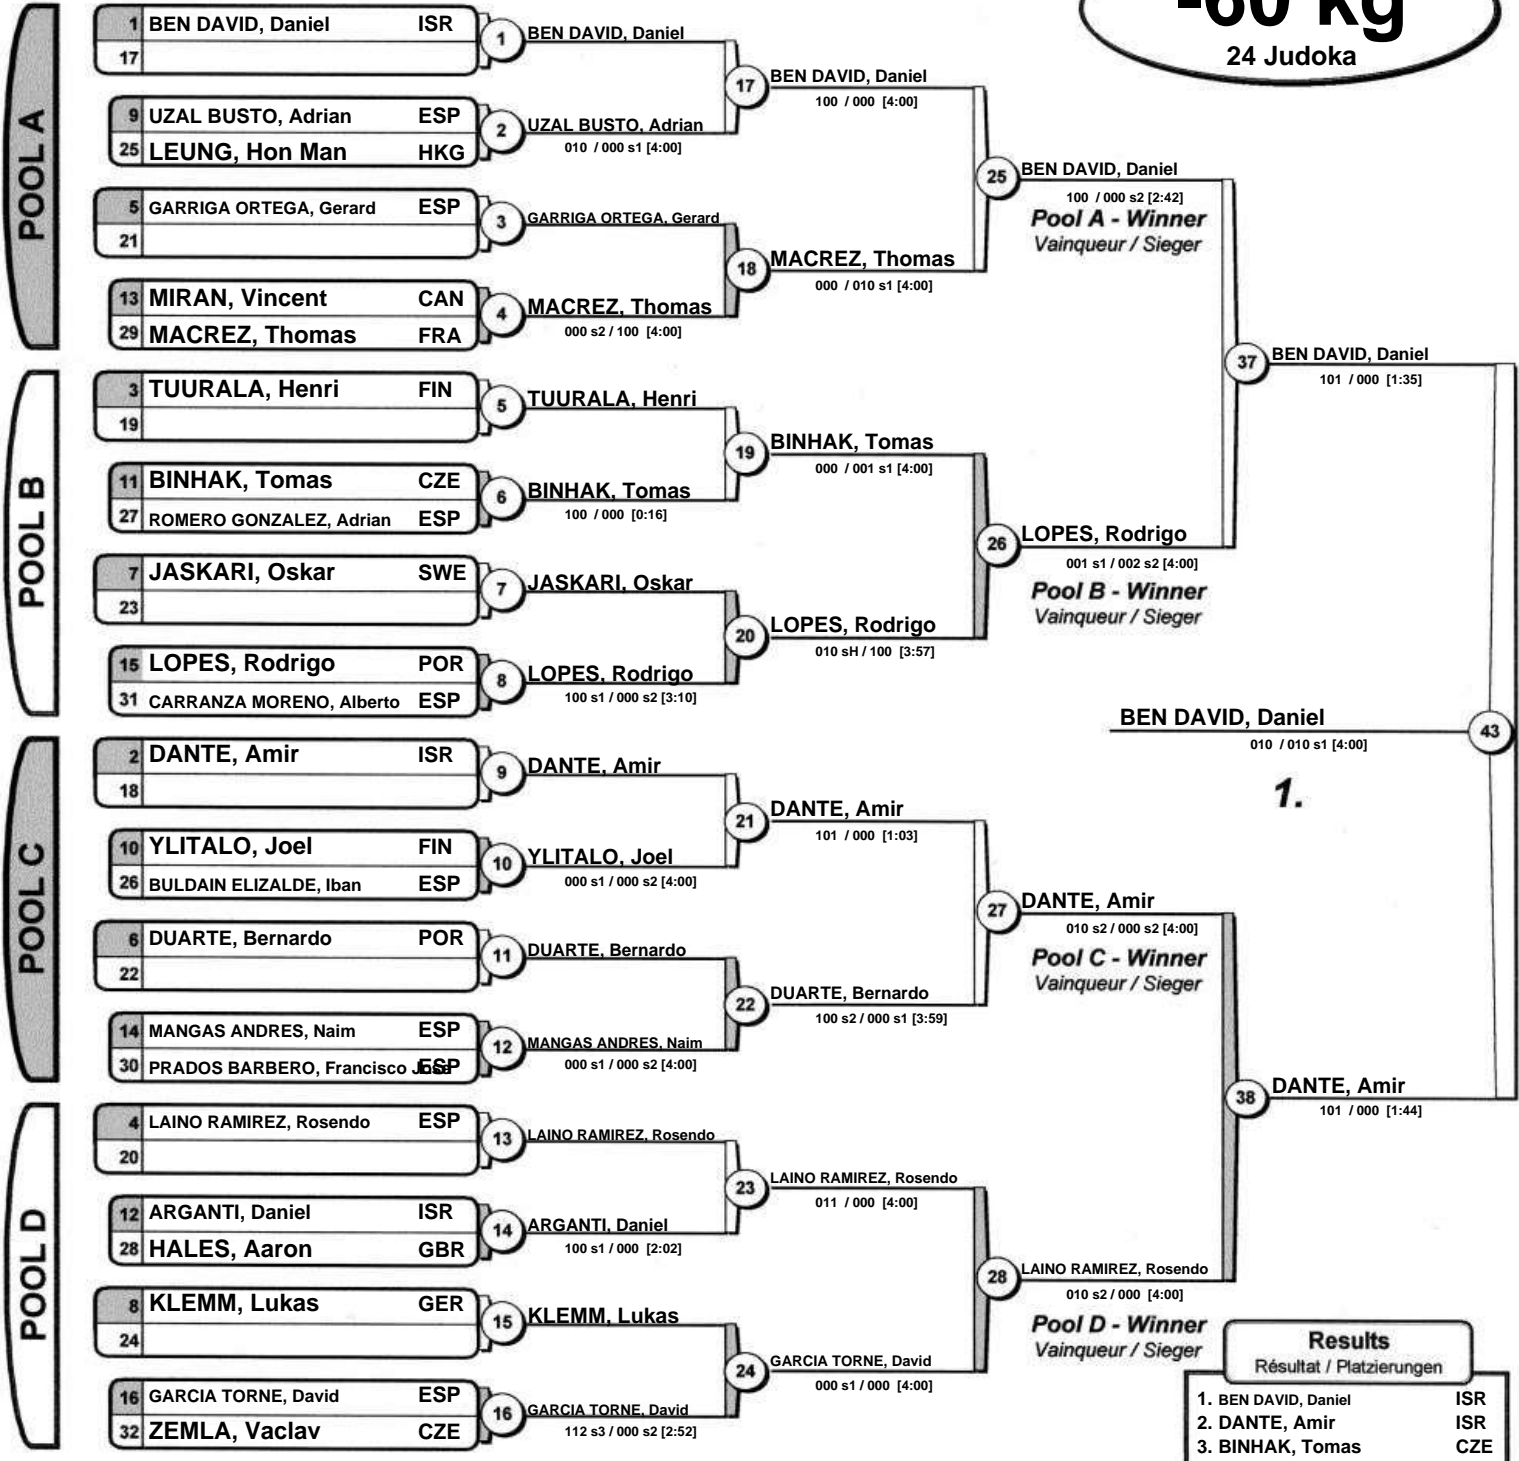 -60 kg
24 Judoka
POOL A
1 BEN DAVID, Daniel ISR
17
9 UZAL BUSTO, Adrian ESP
25 LEUNG, Hon Man HKG
5 GARRIGA ORTEGA, Gerard ESP
21
13 MIRAN, Vincent CAN
29 MACREZ, Thomas FRA
POOL B
3 TUURALA, Henri FIN
19
11 BINHAK, Tomas CZE
27 ROMERO GONZALEZ, Adrian ESP
7 JASKARI, Oskar SWE
23
15 LOPES, Rodrigo POR
31 CARRANZA MORENO, Alberto ESP
POOL C
2 DANTE, Amir ISR
18
10 YLITALO, Joel FIN
26 BULDAIN ELIZALDE, Iban ESP
6 DUARTE, Bernardo POR
22
14 MANGAS ANDRES, Naim ESP
30 PRADOS BARBERO, Francisco Jose ESP
POOL D
4 LAINO RAMIREZ, Rosendo ESP
20
12 ARGANTI, Daniel ISR
28 HALES, Aaron GBR
8 KLEMM, Lukas GER
24
16 GARCIA TORNE, David ESP
32 ZEMLA, Vaclav CZE
1 BEN DAVID, Daniel
2 UZAL BUSTO, Adrian
010 / 000 s1 [4:00]
3 GARRIGA ORTEGA, Gerard
4 MACREZ, Thomas
000 s2 / 100 [4:00]
5 TUURALA, Henri
6 BINHAK, Tomas
100 / 000 [0:16]
7 JASKARI, Oskar
8 LOPES, Rodrigo
100 s1 / 000 s2 [3:10]
9 DANTE, Amir
10 YLITALO, Joel
000 s1 / 000 s2 [4:00]
11 DUARTE, Bernardo
12 MANGAS ANDRES, Naim
000 s1 / 000 s2 [4:00]
13 LAINO RAMIREZ, Rosendo
14 ARGANTI, Daniel
100 s1 / 000 [2:02]
15 KLEMM, Lukas
16 GARCIA TORNE, David
112 s3 / 000 s2 [2:52]
17 BEN DAVID, Daniel
100 / 000 [4:00]
18 MACREZ, Thomas
000 / 010 s1 [4:00]
19 BINHAK, Tomas
000 / 001 s1 [4:00]
20 LOPES, Rodrigo
010 sH / 100 [3:57]
21 DANTE, Amir
101 / 000 [1:03]
22 DUARTE, Bernardo
100 s2 / 000 s1 [3:59]
23 LAINO RAMIREZ, Rosendo
011 / 000 [4:00]
24 GARCIA TORNE, David
000 s1 / 000 [4:00]
25 BEN DAVID, Daniel
100 / 000 s2 [2:42]
Pool A - Winner
Vainqueur / Sieger
26 LOPES, Rodrigo
001 s1 / 002 s2 [4:00]
Pool B - Winner
Vainqueur / Sieger
27 DANTE, Amir
010 s2 / 000 s2 [4:00]
Pool C - Winner
Vainqueur / Sieger
28 LAINO RAMIREZ, Rosendo
010 s2 / 000 [4:00]
Pool D - Winner
Vainqueur / Sieger
37 BEN DAVID, Daniel
101 / 000 [1:35]
38 DANTE, Amir
101 / 000 [1:44]
BEN DAVID, Daniel 43
010 / 010 s1 [4:00]
1.
Results
Résultat / Platzierungen
1. BEN DAVID, Daniel ISR
2. DANTE, Amir ISR
3. BINHAK, Tomas CZE